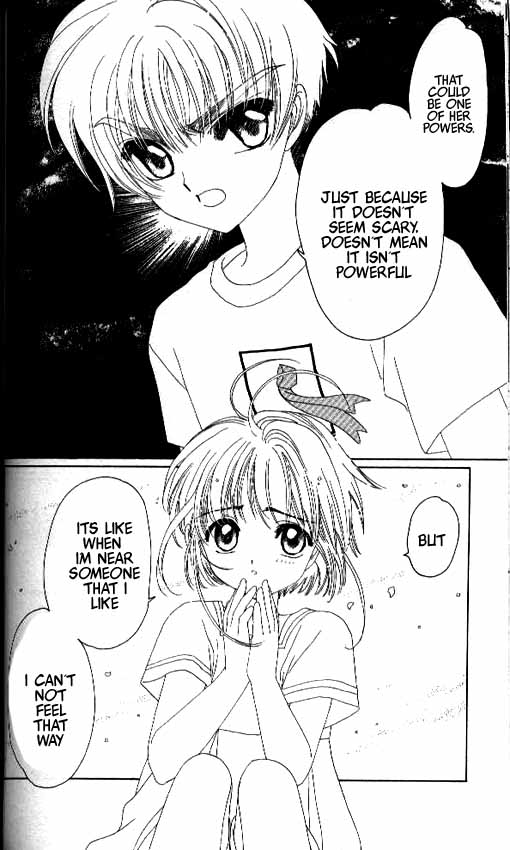 THAT
COULD
BE ONE
OF HER
POWERS.
JUST BECAUSE
IT DOESN'T
SEEM SCARY.
DOESN'T MEAN
IT ISN'T
POWERFUL
BUT
ITS LIKE
WHEN
IM NEAR
SOMEONE
THAT I
LIKE
I CAN'T
NOT
FEEL
THAT
WAY